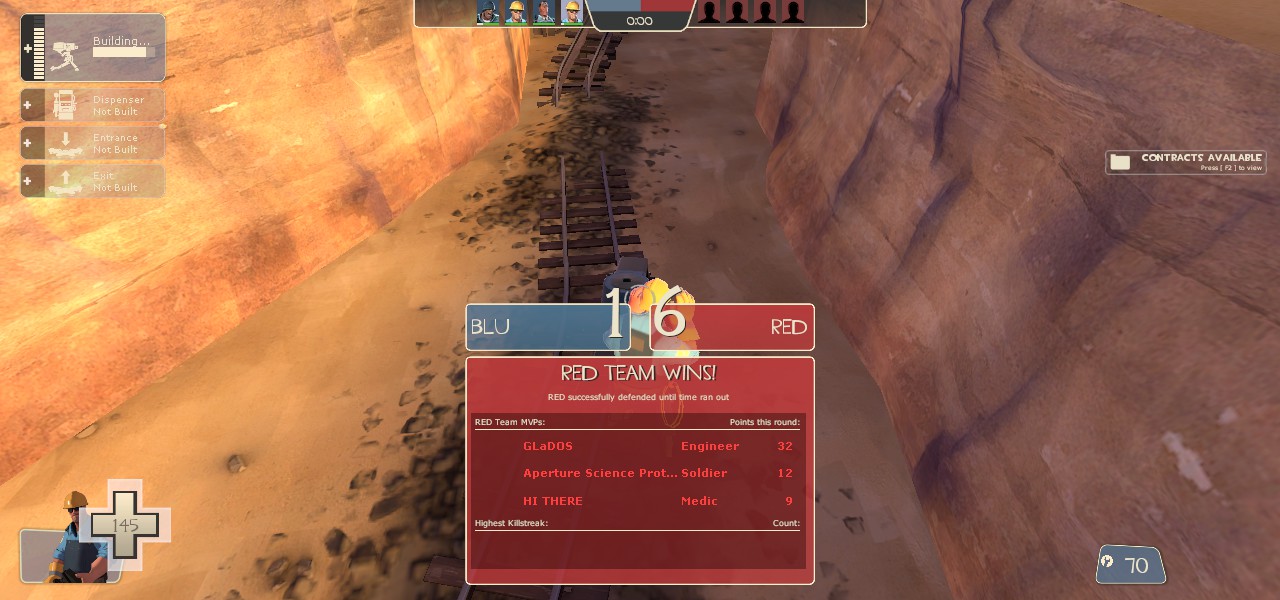 0:00
Building...
Dispenser
Not Built
Entrance
Not Built
Exit
Not Built
CONTRACTS AVAILABLE
Press [ F2 ] to view
BLU 1 6 RED
RED TEAM WINS!
RED successfully defended until time ran out
RED Team MVPs: Points this round:
GLaDOS Engineer 32
Aperture Science Prot... Soldier 12
HI THERE Medic 9
Highest Killstreak: Count:
145
70